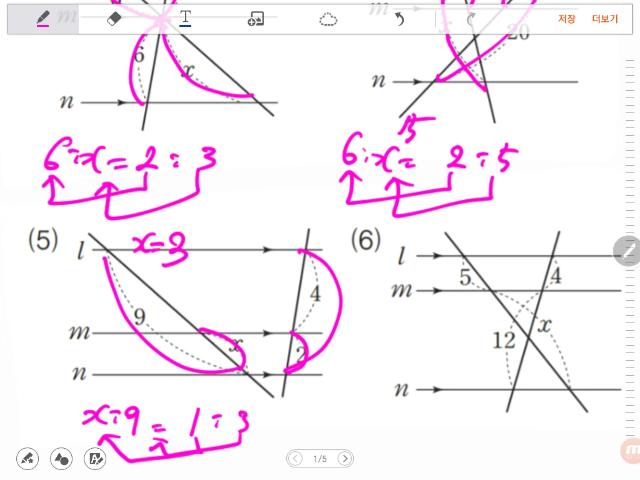 m T m 저장 더보기
6 x x 20
n n
15
6 : x = 2 : 3 6 : x = 2 : 5
(5) l x=3 (6) l
9 4 m 5 4
m x 12 x
n 2 n
x : 9 = 1 : 3
1/5